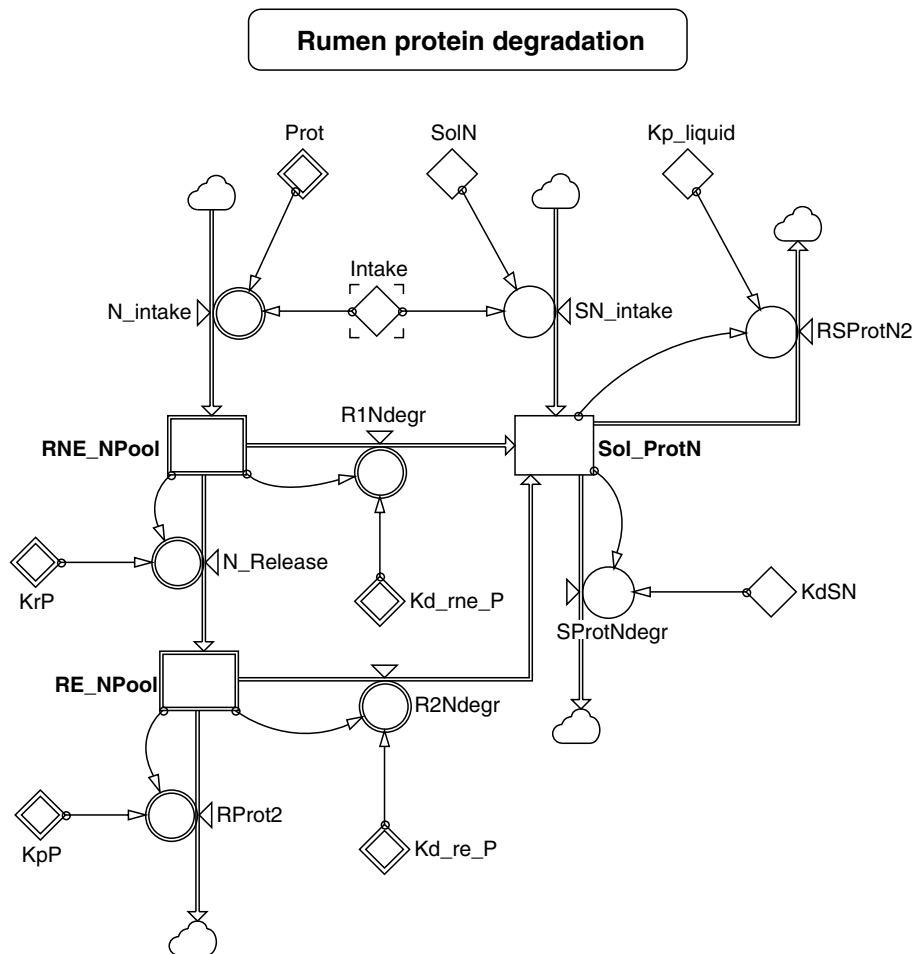 Rumen protein degradation
Prot
SolN
Kp_liquid
Intake
N_intake
SN_intake
RSProtN2
R1Ndegr
RNE_NPool
Sol_ProtN
N_Release
KrP
Kd_rne_P
KdSN
SProtNdegr
RE_NPool
R2Ndegr
RProt2
KpP
Kd_re_P